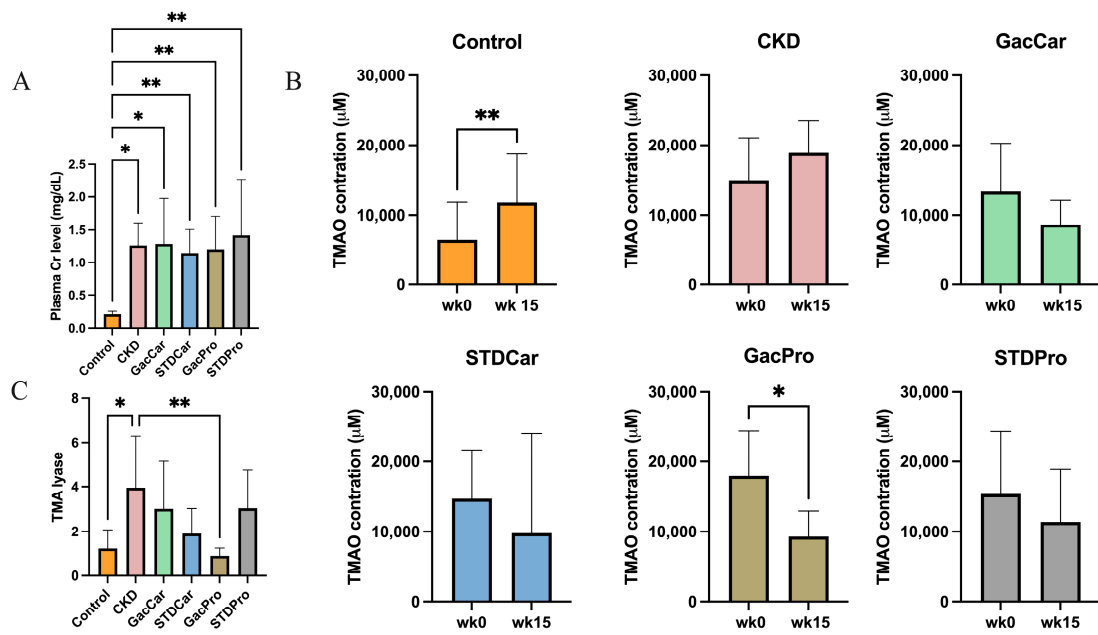 A
**
**
**
*
*
Plasma Cr level (mg/dL)
2.5
2.0
1.5
1.0
0.5
0.0
Control
CKD
GacCar
STDCar
GacPro
STDPro
B
Control
TMAO contration (μM)
30,000
20,000
10,000
0
**
wk0 wk 15
CKD
TMAO contration (μM)
30,000
20,000
10,000
0
wk0 wk15
GacCar
TMAO contration (μM)
30,000
20,000
10,000
0
wk0 wk15
STDCar
TMAO contration (μM)
30,000
20,000
10,000
0
wk0 wk15
GacPro
TMAO contration (μM)
30,000
20,000
10,000
0
*
wk0 wk15
STDPro
TMAO contration (μM)
30,000
20,000
10,000
0
wk0 wk15
C
TMA lyase
8
6
4
2
0
*
**
Control
CKD
GacCar
STDCar
GacPro
STDPro